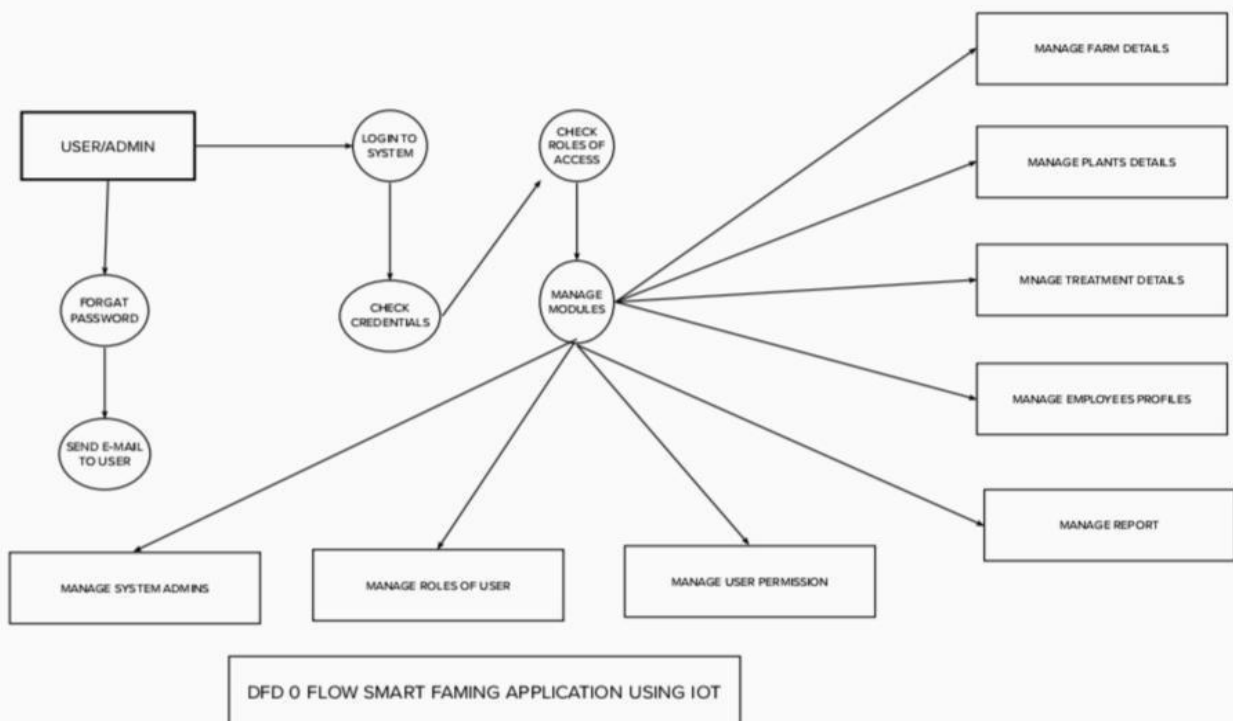 MANAGE FARM DETAILS
USER/ADMIN
LOGIN TO
SYSTEM
CHECK
ROLES OF
ACCESS
MANAGE PLANTS DETAILS
FORGAT
PASSWORD
CHECK
CREDENTIALS
MANAGE
MODULES
MNAGE TREATMENT DETAILS
MANAGE EMPLOYEES PROFILES
SEND E-MAIL
TO USER
MANAGE REPORT
MANAGE SYSTEM ADMINS
MANAGE ROLES OF USER
MANAGE USER PERMISSION
DFD 0 FLOW SMART FAMING APPLICATION USING IOT